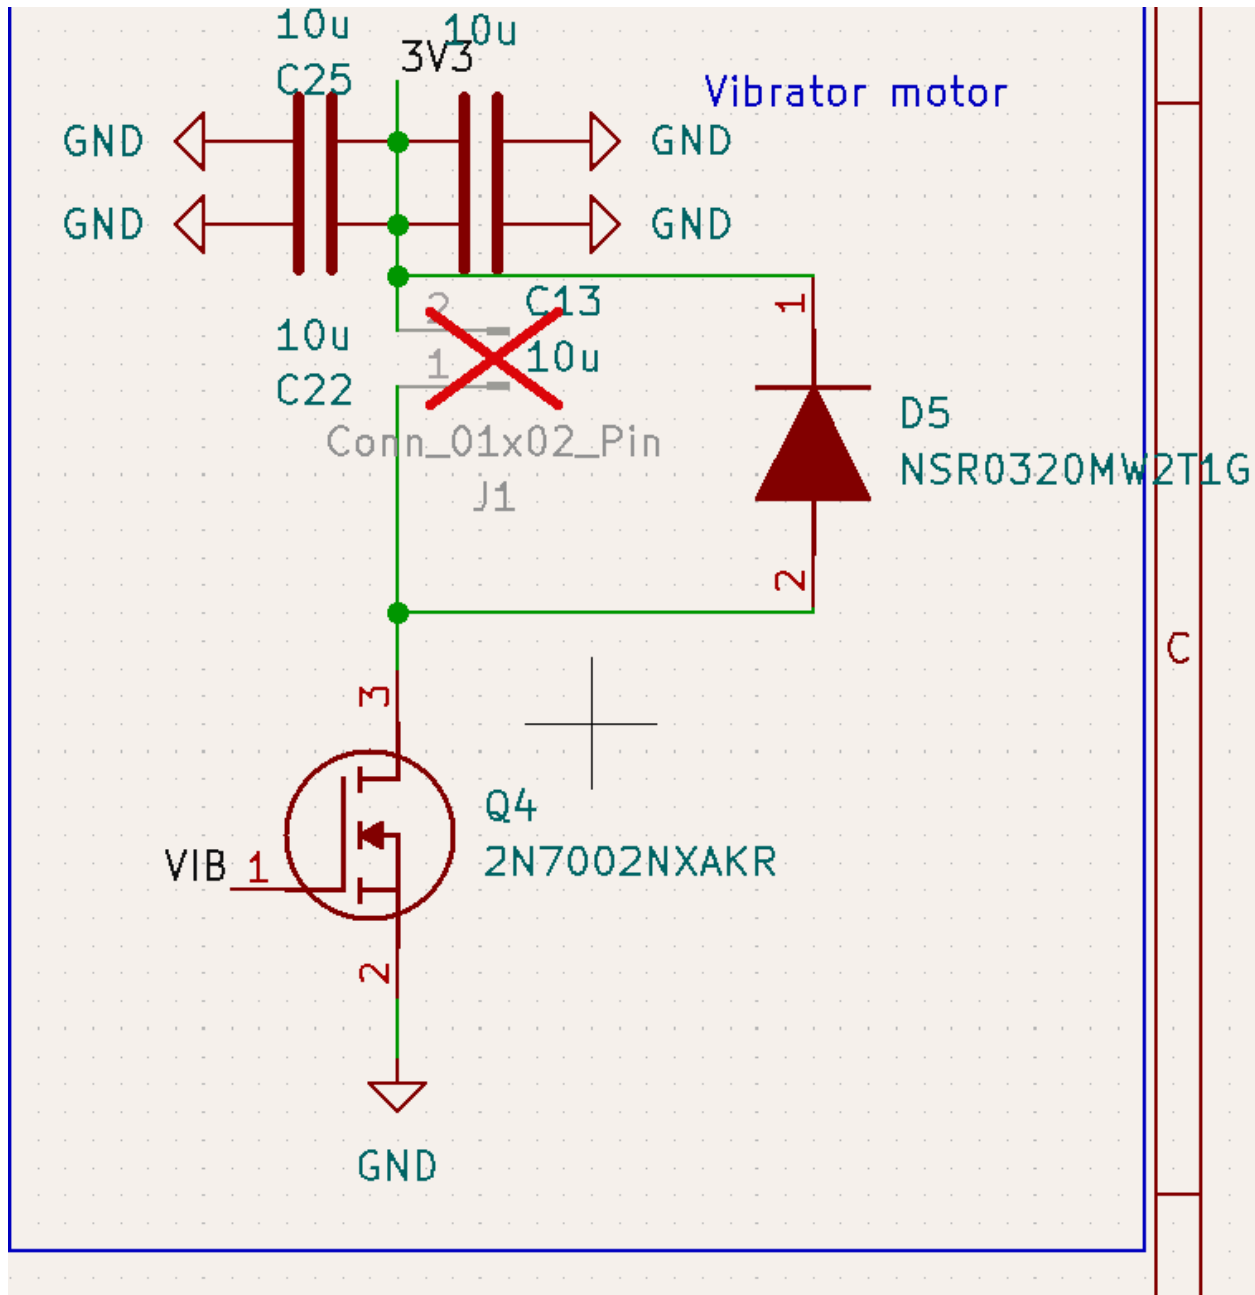 10u
10u
3V3
C25
Vibrator motor
GND
GND
GND
GND
C13
1
2
10u
10u
1
C22
D5
Conn_01x02_Pin
NSR0320MW2T1G
J1
2
C
3
Q4
VIB
1
2N7002NXAKR
2
GND